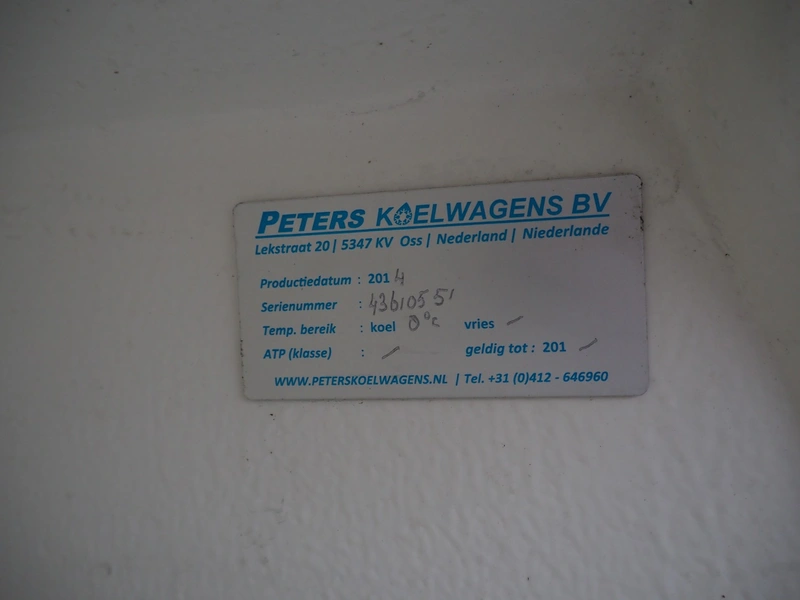 PETERS KOELWAGENS BV
Lekstraat 20 | 5347 KV Oss | Nederland | Niederlande
Productiedatum : 2014
Serienummer : 43610551
Temp. bereik : koel 0°c vries –
ATP (klasse) : – geldig tot : 201 –
WWW.PETERSKOELWAGENS.NL | Tel. +31 (0)412 - 646960